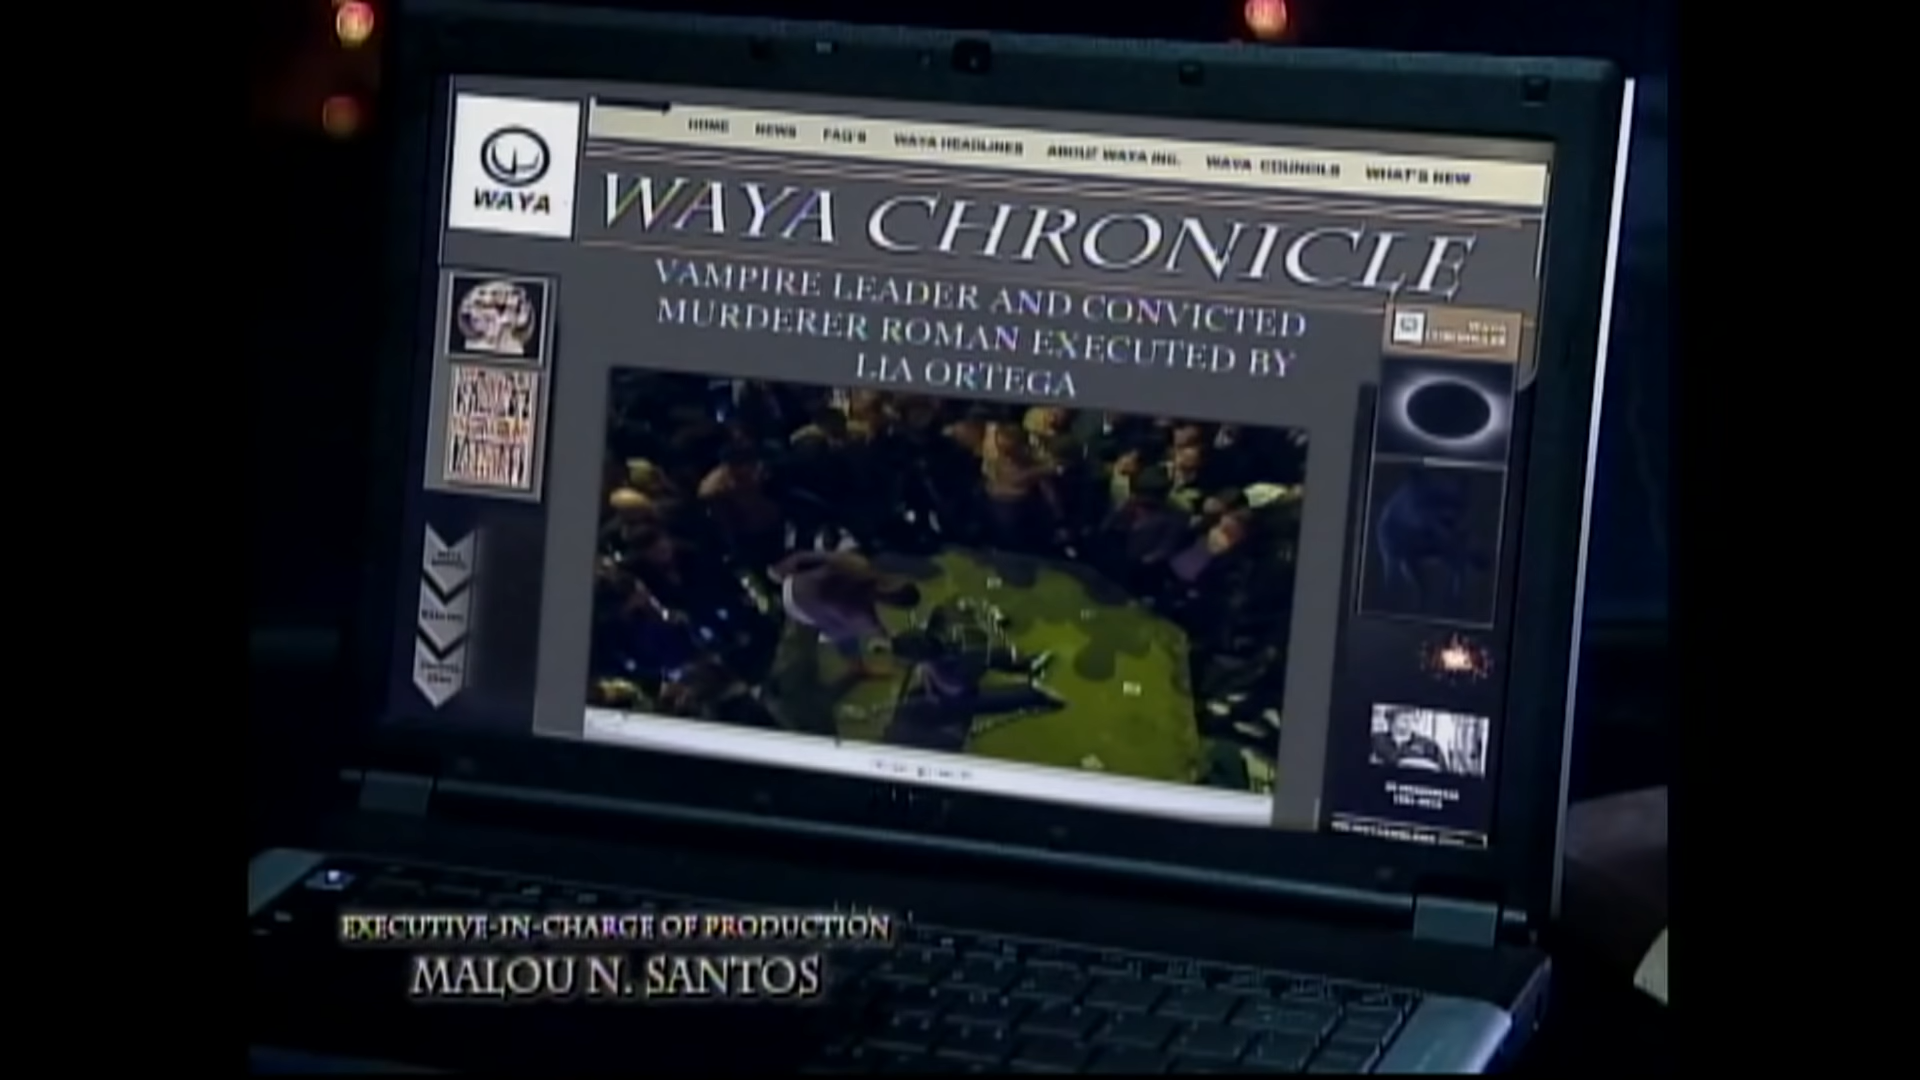 HOME NEWS FAQ'S WAYA HEADLINES ABOUT WAYA INC. WAYA COUNCILS WHAT'S NEW
WAYA
WAYA CHRONICLE
VAMPIRE LEADER AND CONVICTED
MURDERER ROMAN EXECUTED BY
LIA ORTEGA
EXECUTIVE-IN-CHARGE OF PRODUCTION
MALOU N. SANTOS